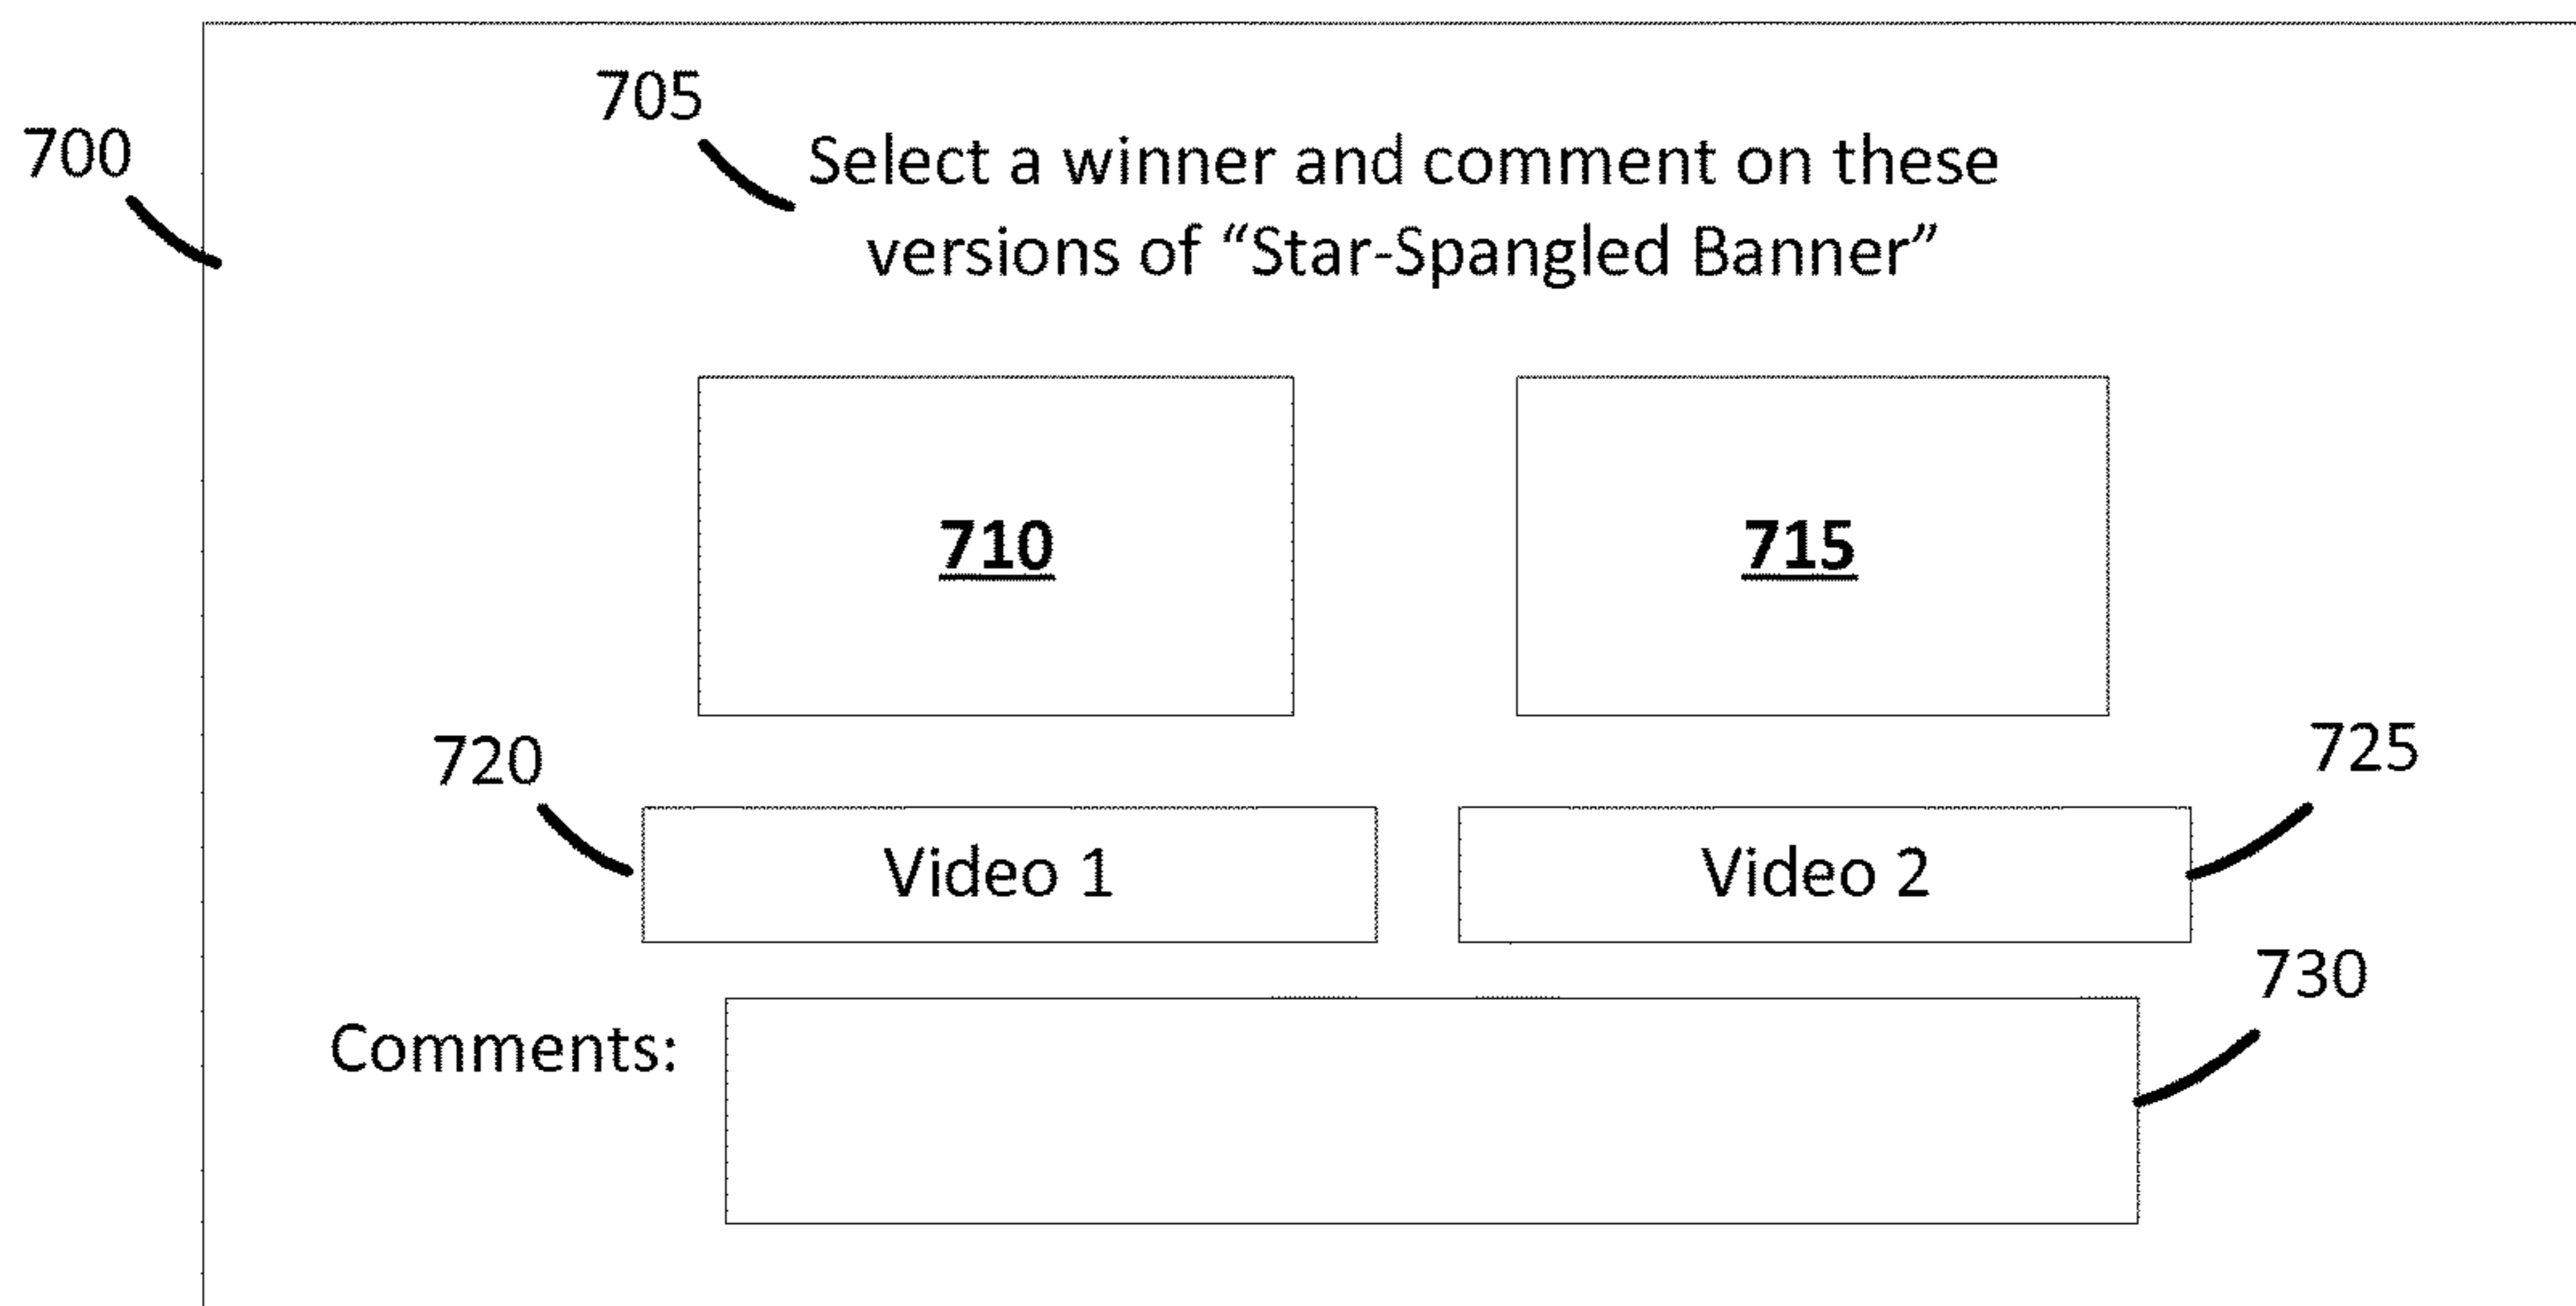 705
700
Select a winner and comment on these
versions of “Star-Spangled Banner”
710
715
720
725
Video 1
Video 2
730
Comments: